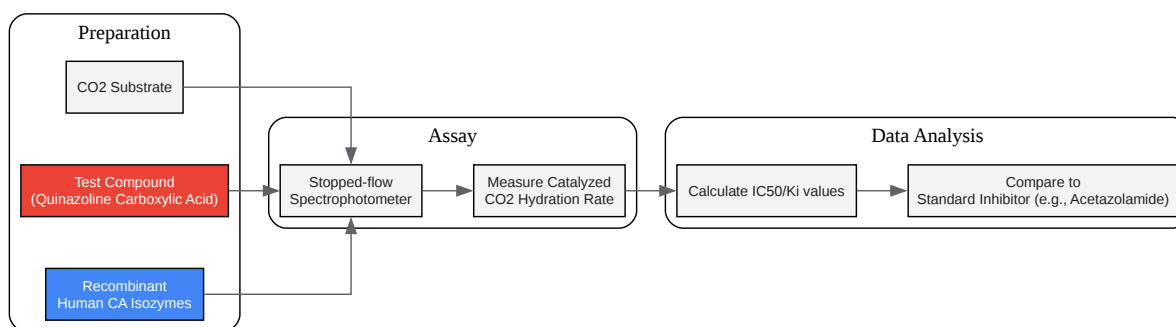 Preparation
CO2 Substrate
Test Compound
(Quinazoline Carboxylic Acid)
Recombinant
Human CA Isozymes
Assay
Stopped-flow
Spectrophotometer
Measure Catalyzed
CO2 Hydration Rate
Data Analysis
Calculate IC50/Ki values
Compare to
Standard Inhibitor (e.g., Acetazolamide)